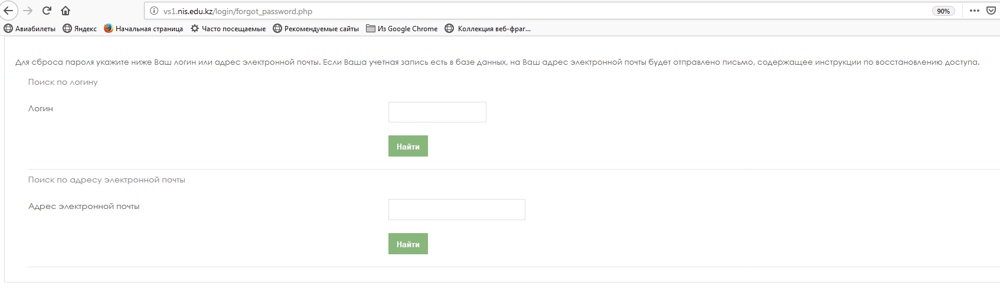 vs1.nis.edu.kz/login/forgot_password.php 90%
Авиабилеты Яндекс Начальная страница Часто посещаемые Рекомендуемые сайты Из Google Chrome Коллекция веб-фраг...
Для сброса пароля укажите ниже Ваш логин или адрес электронной почты. Если Ваша учетная запись есть в базе данных, на Ваш адрес электронной почты будет отправлено письмо, содержащее инструкции по восстановлению доступа.
Поиск по логину
Логин
Найти
Поиск по адресу электронной почты
Адрес электронной почты
Найти